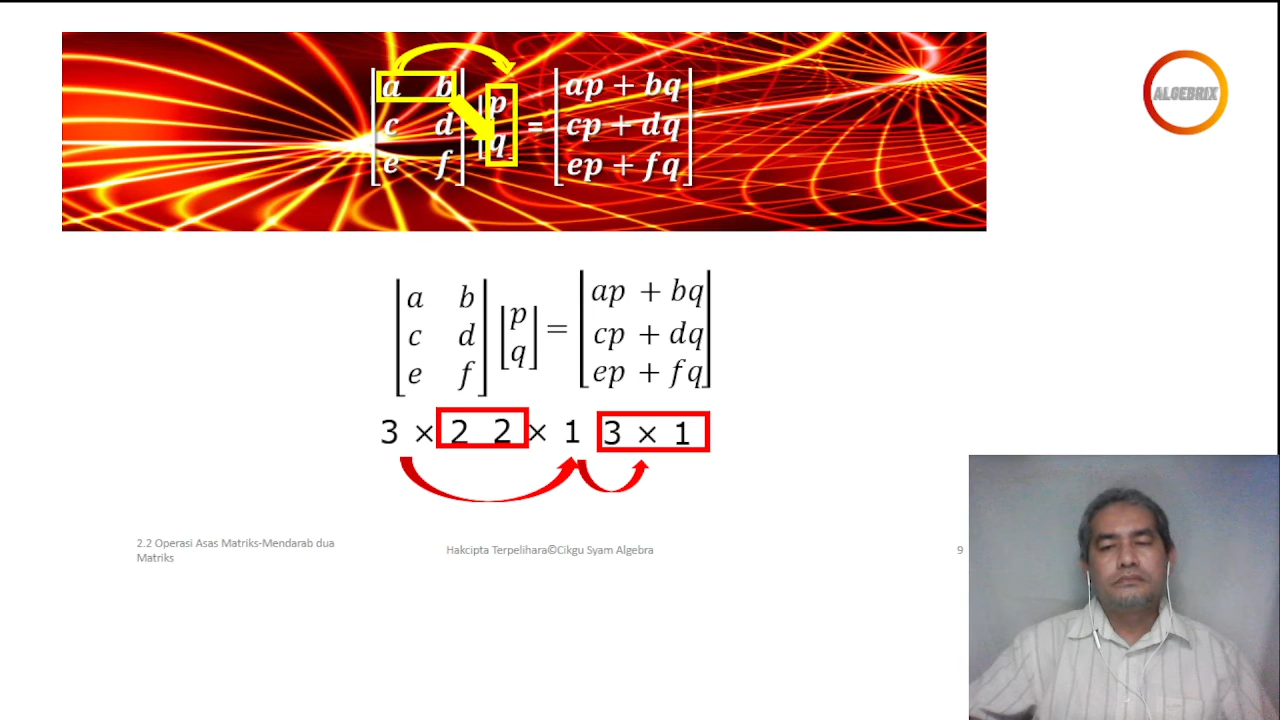 ALGEBRIX
a b
c d
e f
p
q
=
ap + bq
cp + dq
ep + fq
a b
c d
e f
p
q
=
ap + bq
cp + dq
ep + fq
3 × 2 2 × 1 3 × 1
2.2 Operasi Asas Matriks-Mendarab dua
Matriks
Hakcipta Terpelihara©Cikgu Syam Algebra
9